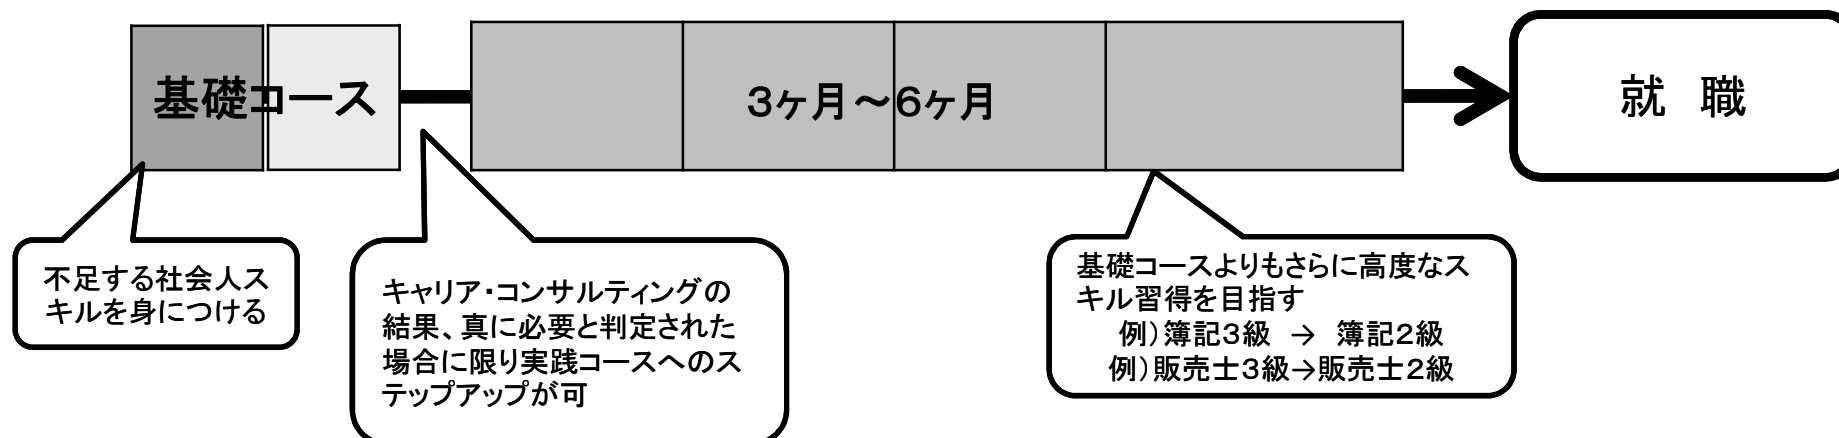 基礎コース
3ヶ月～6ヶ月
就　職
不足する社会人ス
キルを身につける
キャリア・コンサルティングの
結果、真に必要と判定された
場合に限り実践コースへのス
テップアップが可
基礎コースよりもさらに高度なス
キル習得を目指す
例）簿記3級　→　簿記2級
例）販売士3級→販売士2級